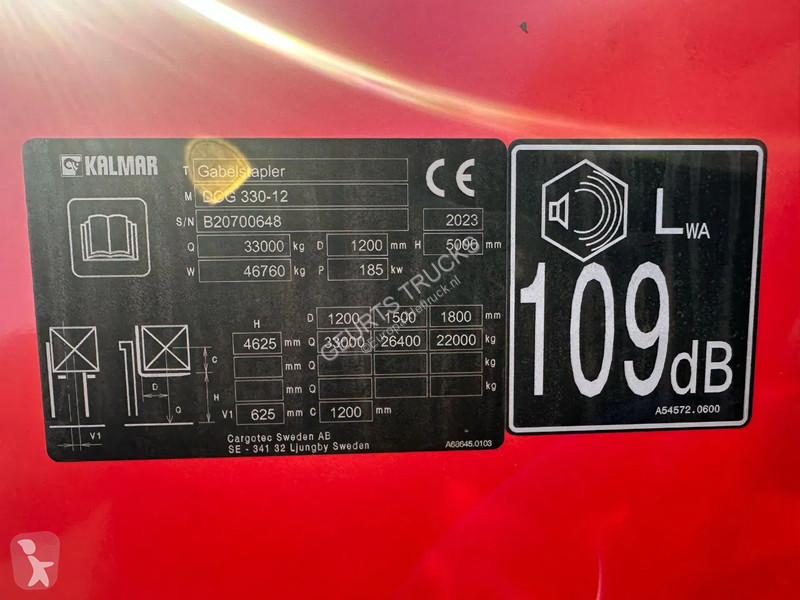 KALMAR
T Gabelstapler
M DCG 330-12
S/N B20700648 2023
Q 33000 kg D 1200 mm H 5000 mm
W 46760 kg P 185 kw
CE
H D 1200 1500 1800 mm
4625 mm Q 33000 26400 22000 kg
mm Q kg
mm Q kg
V1 625 mm C 1200 mm
C
D
H
Q
V1
Cargotec Sweden AB
SE - 341 32 Ljungby Sweden
A68645.0103
LWA
109dB
A54572.0600
GEURTS TRUCKS